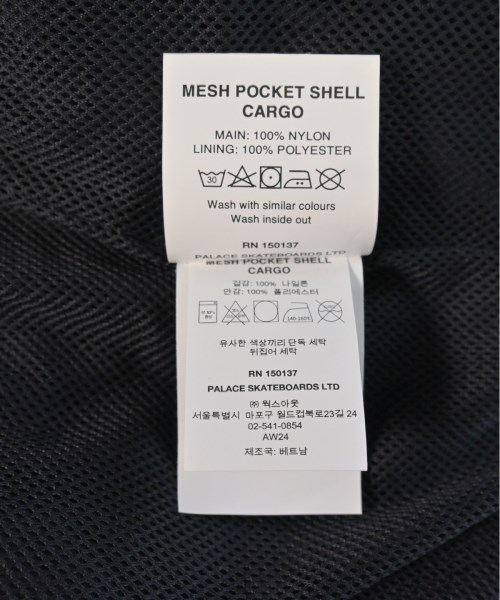 MESH POCKET SHELL
CARGO
MAIN: 100% NYLON
LINING: 100% POLYESTER
30
Wash with similar colours
Wash inside out
RN 150137
PALACE SKATEBOARDS LTD
MESH POCKET SHELL
CARGO
겉감: 100% 나일론
안감: 100% 폴리에스터
유사한 색상끼리 단독 세탁
뒤집어 세탁
RN 150137
PALACE SKATEBOARDS LTD
㈜ 웍스아웃
서울특별시 마포구 월드컵북로23길 24
02-541-0854
AW24
제조국: 베트남